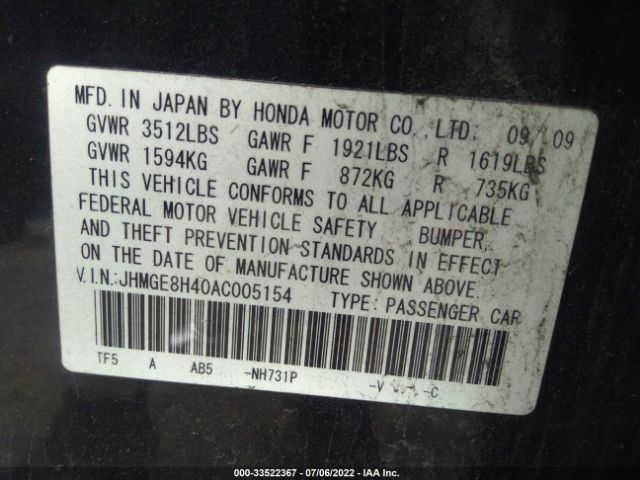 MFD. IN JAPAN BY HONDA MOTOR CO., LTD. 09/09
GVWR 3512LBS GAWR F 1921LBS R 1619LBS
GVWR 1594KG GAWR F 872KG R 735KG
THIS VEHICLE CONFORMS TO ALL APPLICABLE
FEDERAL MOTOR VEHICLE SAFETY BUMPER,
AND THEFT PREVENTION STANDARDS IN EFFECT
ON THE DATE OF MANUFACTURE SHOWN ABOVE.
V.I.N.:JHMGE8H40AC005154 TYPE: PASSENGER CAR
TF5 A AB5 -NH731P -V -C
000-33522367 - 07/06/2022 - IAA Inc.